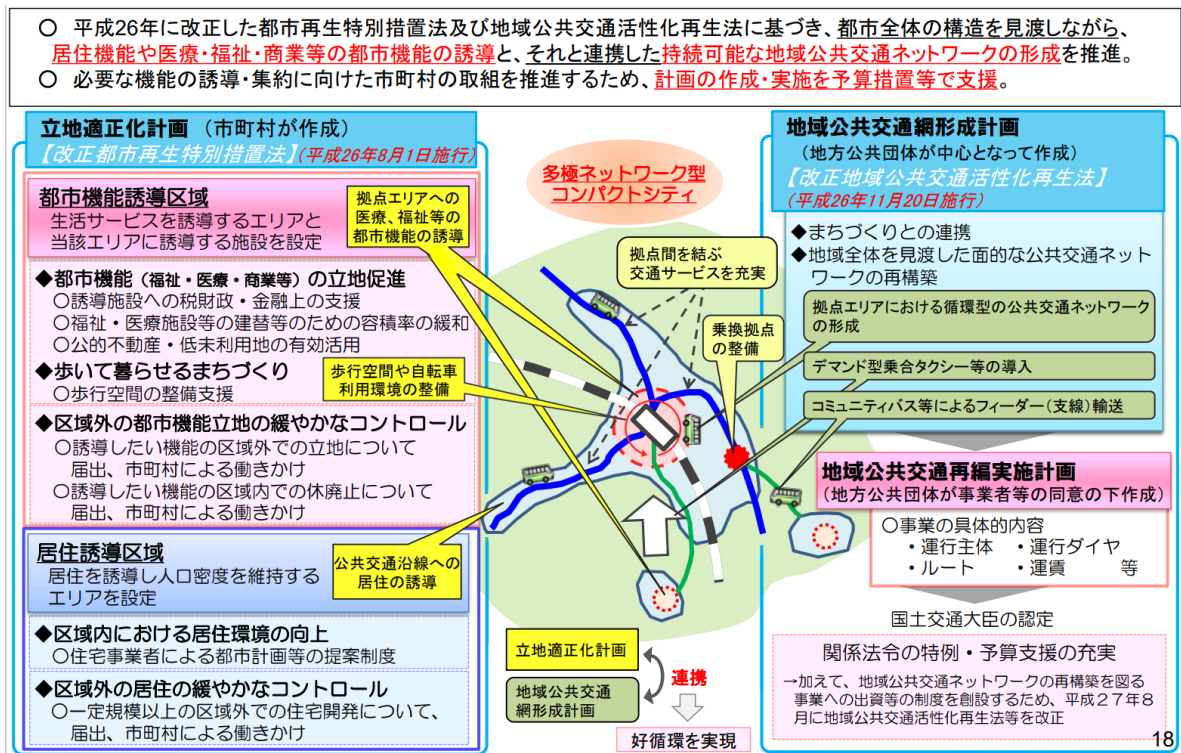 ○ 平成26年に改正した都市再生特別措置法及び地域公共交通活性化再生法に基づき、都市全体の構造を見渡しながら、
居住機能や医療・福祉・商業等の都市機能の誘導と、それと連携した持続可能な地域公共交通ネットワークの形成を推進。
○ 必要な機能の誘導・集約に向けた市町村の取組を推進するため、計画の作成・実施を予算措置等で支援。
立地適正化計画 (市町村が作成)
【改正都市再生特別措置法】(平成26年8月1日施行)
都市機能誘導区域
生活サービスを誘導するエリアと
当該エリアに誘導する施設を設定
◆都市機能(福祉・医療・商業等)の立地促進
○誘導施設への税財政・金融上の支援
○福祉・医療施設等の建替等のための容積率の緩和
○公的不動産・低未利用地の有効活用
◆歩いて暮らせるまちづくり
○歩行空間の整備支援
◆区域外の都市機能立地の緩やかなコントロール
○誘導したい機能の区域外での立地について
届出、市町村による働きかけ
○誘導したい機能の区域内での休廃止について
届出、市町村による働きかけ
居住誘導区域
居住を誘導し人口密度を維持する
エリアを設定
◆区域内における居住環境の向上
○住宅事業者による都市計画等の提案制度
◆区域外の居住の緩やかなコントロール
○一定規模以上の区域外での住宅開発について、
届出、市町村による働きかけ
多極ネットワーク型
コンパクトシティ
拠点エリアへの
医療、福祉等の
都市機能の誘導
拠点間を結ぶ
交通サービスを充実
乗換拠点
の整備
歩行空間や自転車
利用環境の整備
公共交通沿線への
居住の誘導
立地適正化計画
地域公共交通
網形成計画
連携
好循環を実現
地域公共交通網形成計画
(地方公共団体が中心となって作成)
【改正地域公共交通活性化再生法】
(平成26年11月20日施行)
◆まちづくりとの連携
◆地域全体を見渡した面的な公共交通ネット
ワークの再構築
拠点エリアにおける循環型の公共交通ネットワーク
の形成
デマンド型乗合タクシー等の導入
コミュニティバス等によるフィーダー(支線)輸送
地域公共交通再編実施計画
(地方公共団体が事業者等の同意の下作成)
○事業の具体的内容
・運行主体 ・運行ダイヤ
・ルート ・運賃 等
国土交通大臣の認定
関係法令の特例・予算支援の充実
→加えて、地域公共交通ネットワークの再構築を図る
事業への出資等の制度を創設するため、平成27年8
月に地域公共交通活性化再生法等を改正
18